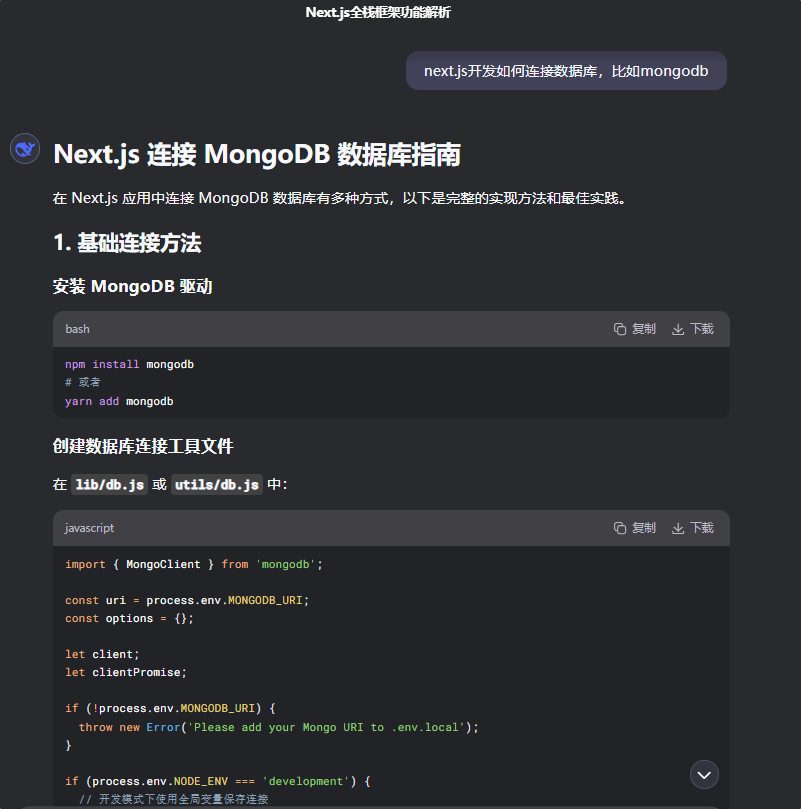 Next.js全栈框架功能解析
next.js开发如何连接数据库，比如mongodb
Next.js 连接 MongoDB 数据库指南
在 Next.js 应用中连接 MongoDB 数据库有多种方式，以下是完整的实现方法和最佳实践。
1. 基础连接方法
安装 MongoDB 驱动
bash 复制 下载
npm install mongodb
# 或者
yarn add mongodb
创建数据库连接工具文件
在 lib/db.js 或 utils/db.js 中：
javascript 复制 下载
import { MongoClient } from 'mongodb';
const uri = process.env.MONGODB_URI;
const options = {};
let client;
let clientPromise;
if (!process.env.MONGODB_URI) {
  throw new Error('Please add your Mongo URI to .env.local');
}
if (process.env.NODE_ENV === 'development') {
  // 开发模式下使用全局变量保存连接